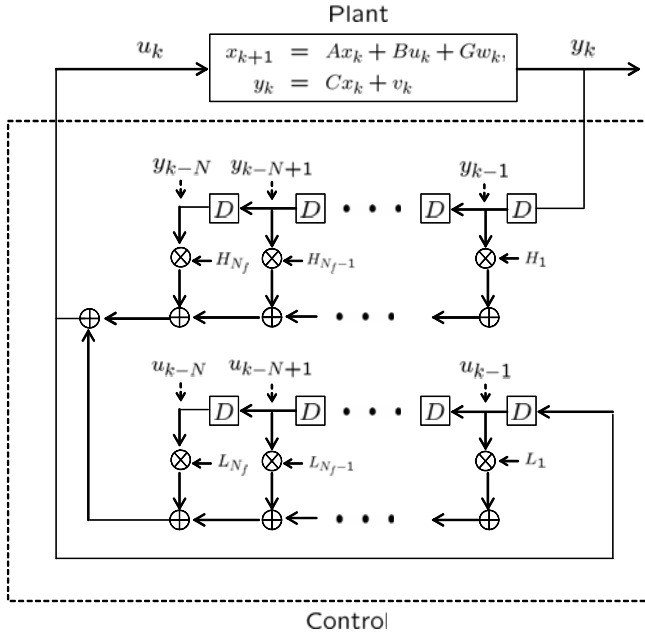 Plant
u_k
x_{k+1} = Ax_k + Bu_k + Gw_k,
y_k = Cx_k + v_k
y_k
y_{k-N} y_{k-N+1} y_{k-1}
D D D D
H_{N_f} H_{N_f-1} H_1
u_{k-N} u_{k-N+1} u_{k-1}
D D D D
L_{N_f} L_{N_f-1} L_1
Control